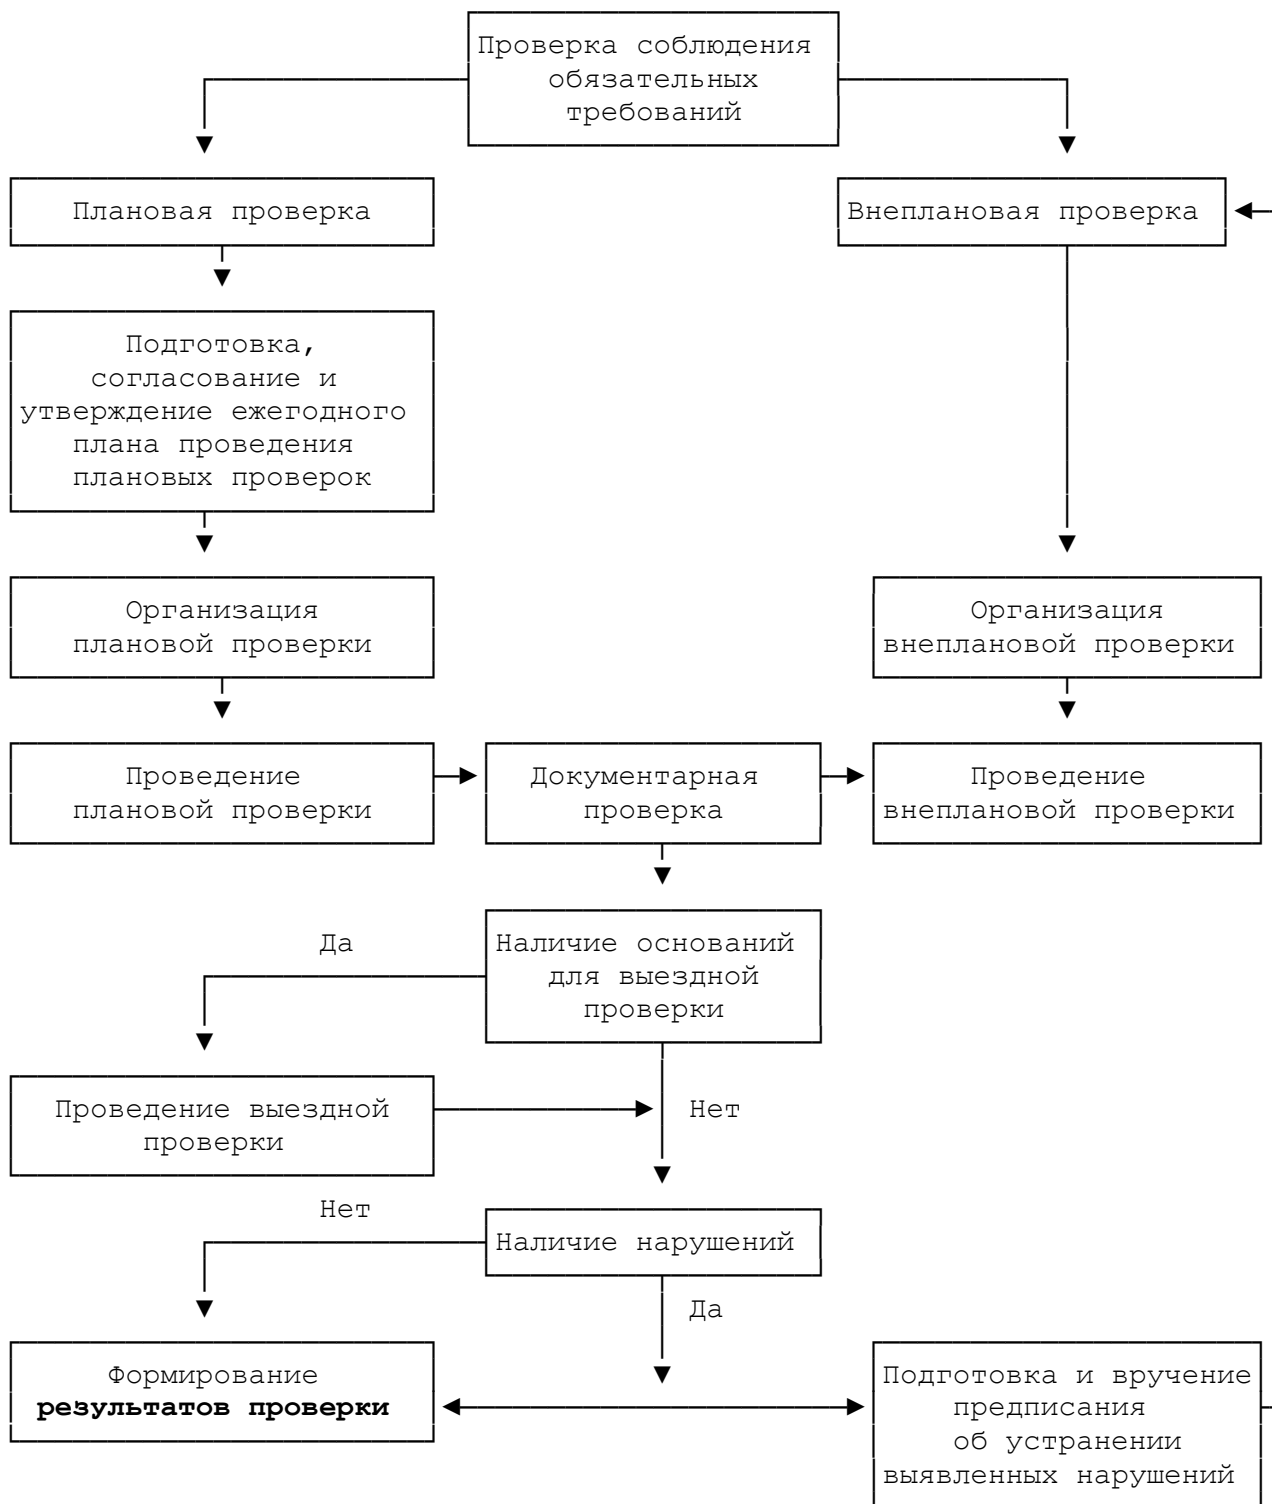 Проверка соблюдения
обязательных
требований
Плановая проверка
Внеплановая проверка
Подготовка,
согласование и
утверждение ежегодного
плана проведения
плановых проверок
Организация
плановой проверки
Организация
внеплановой проверки
Проведение
плановой проверки
Документарная
проверка
Проведение
внеплановой проверки
Да
Наличие оснований
для выездной
проверки
Проведение выездной
проверки
Нет
Нет
Наличие нарушений
Да
Формирование
результатов проверки
Подготовка и вручение
предписания
об устранении
выявленных нарушений